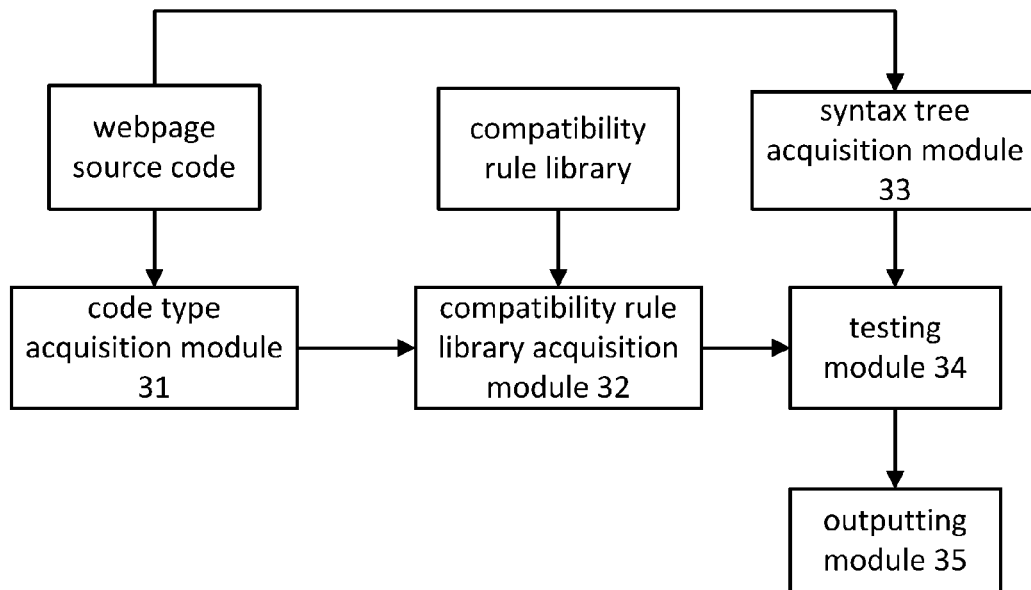 webpage
source code
compatibility
rule library
syntax tree
acquisition module
33
code type
acquisition module
31
compatibility rule
library acquisition
module 32
testing
module 34
outputting
module 35